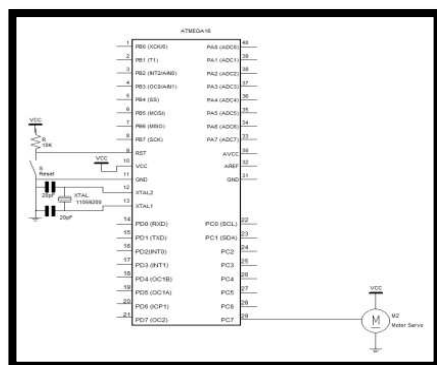 ATMEGA16
1 PB0 (XCK/0) PA0 (ADC0) 40
2 PB1 (T1) PA1 (ADC1) 39
3 PB2 (INT2/AIN0) PA2 (ADC2) 38
4 PB3 (OC0/AIN1) PA3 (ADC3) 37
5 PB4 (SS) PA4 (ADC4) 36
6 PB5 (MOSI) PA5 (ADC5) 35
7 PB6 (MISO) PA6 (ADC6) 34
8 PB7 (SCK) PA7 (ADC7) 33
VCC
R
10K
9 RST AVCC 30
VCC
10 VCC AREF 32
S
Reset
11 GND GND 31
20pF
12 XTAL2
XTAL
13 XTAL1
20pF
14 PD0 (RXD) PC0 (SCL) 22
15 PD1 (TXD) PC1 (SDA) 23
16 PD2(INT0) PC2 24
17 PD3 (INT1) PC3 25
18 PD4 (OC1B) PC4 26
19 PD5 (OC1A) PC5 27
20 PD6 (ICP1) PC6 28
21 PD7 (OC2) PC7 29
VCC
M
M2
Motor Servo